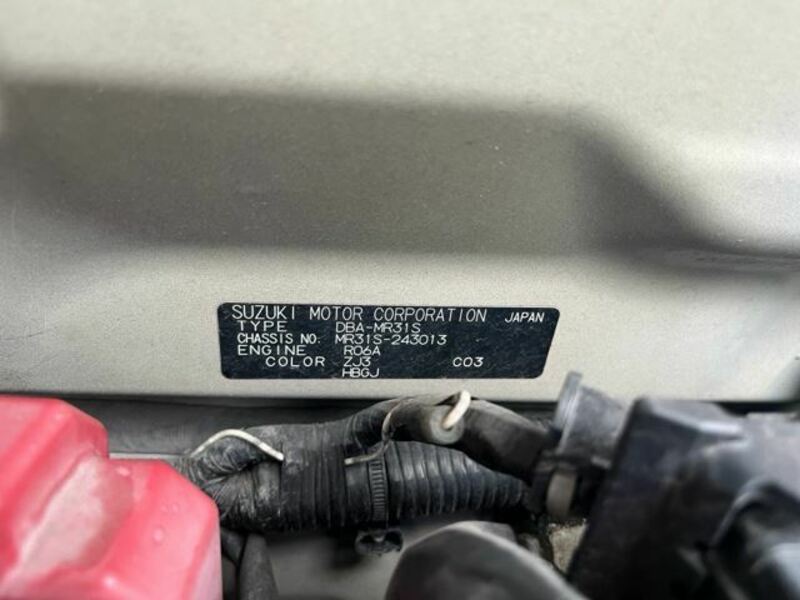 SUZUKI MOTOR CORPORATION JAPAN
TYPE DBA-MR31S
CHASSIS NO. MR31S-243013
ENGINE R06A
COLOR ZJ3 C03
HBGJ